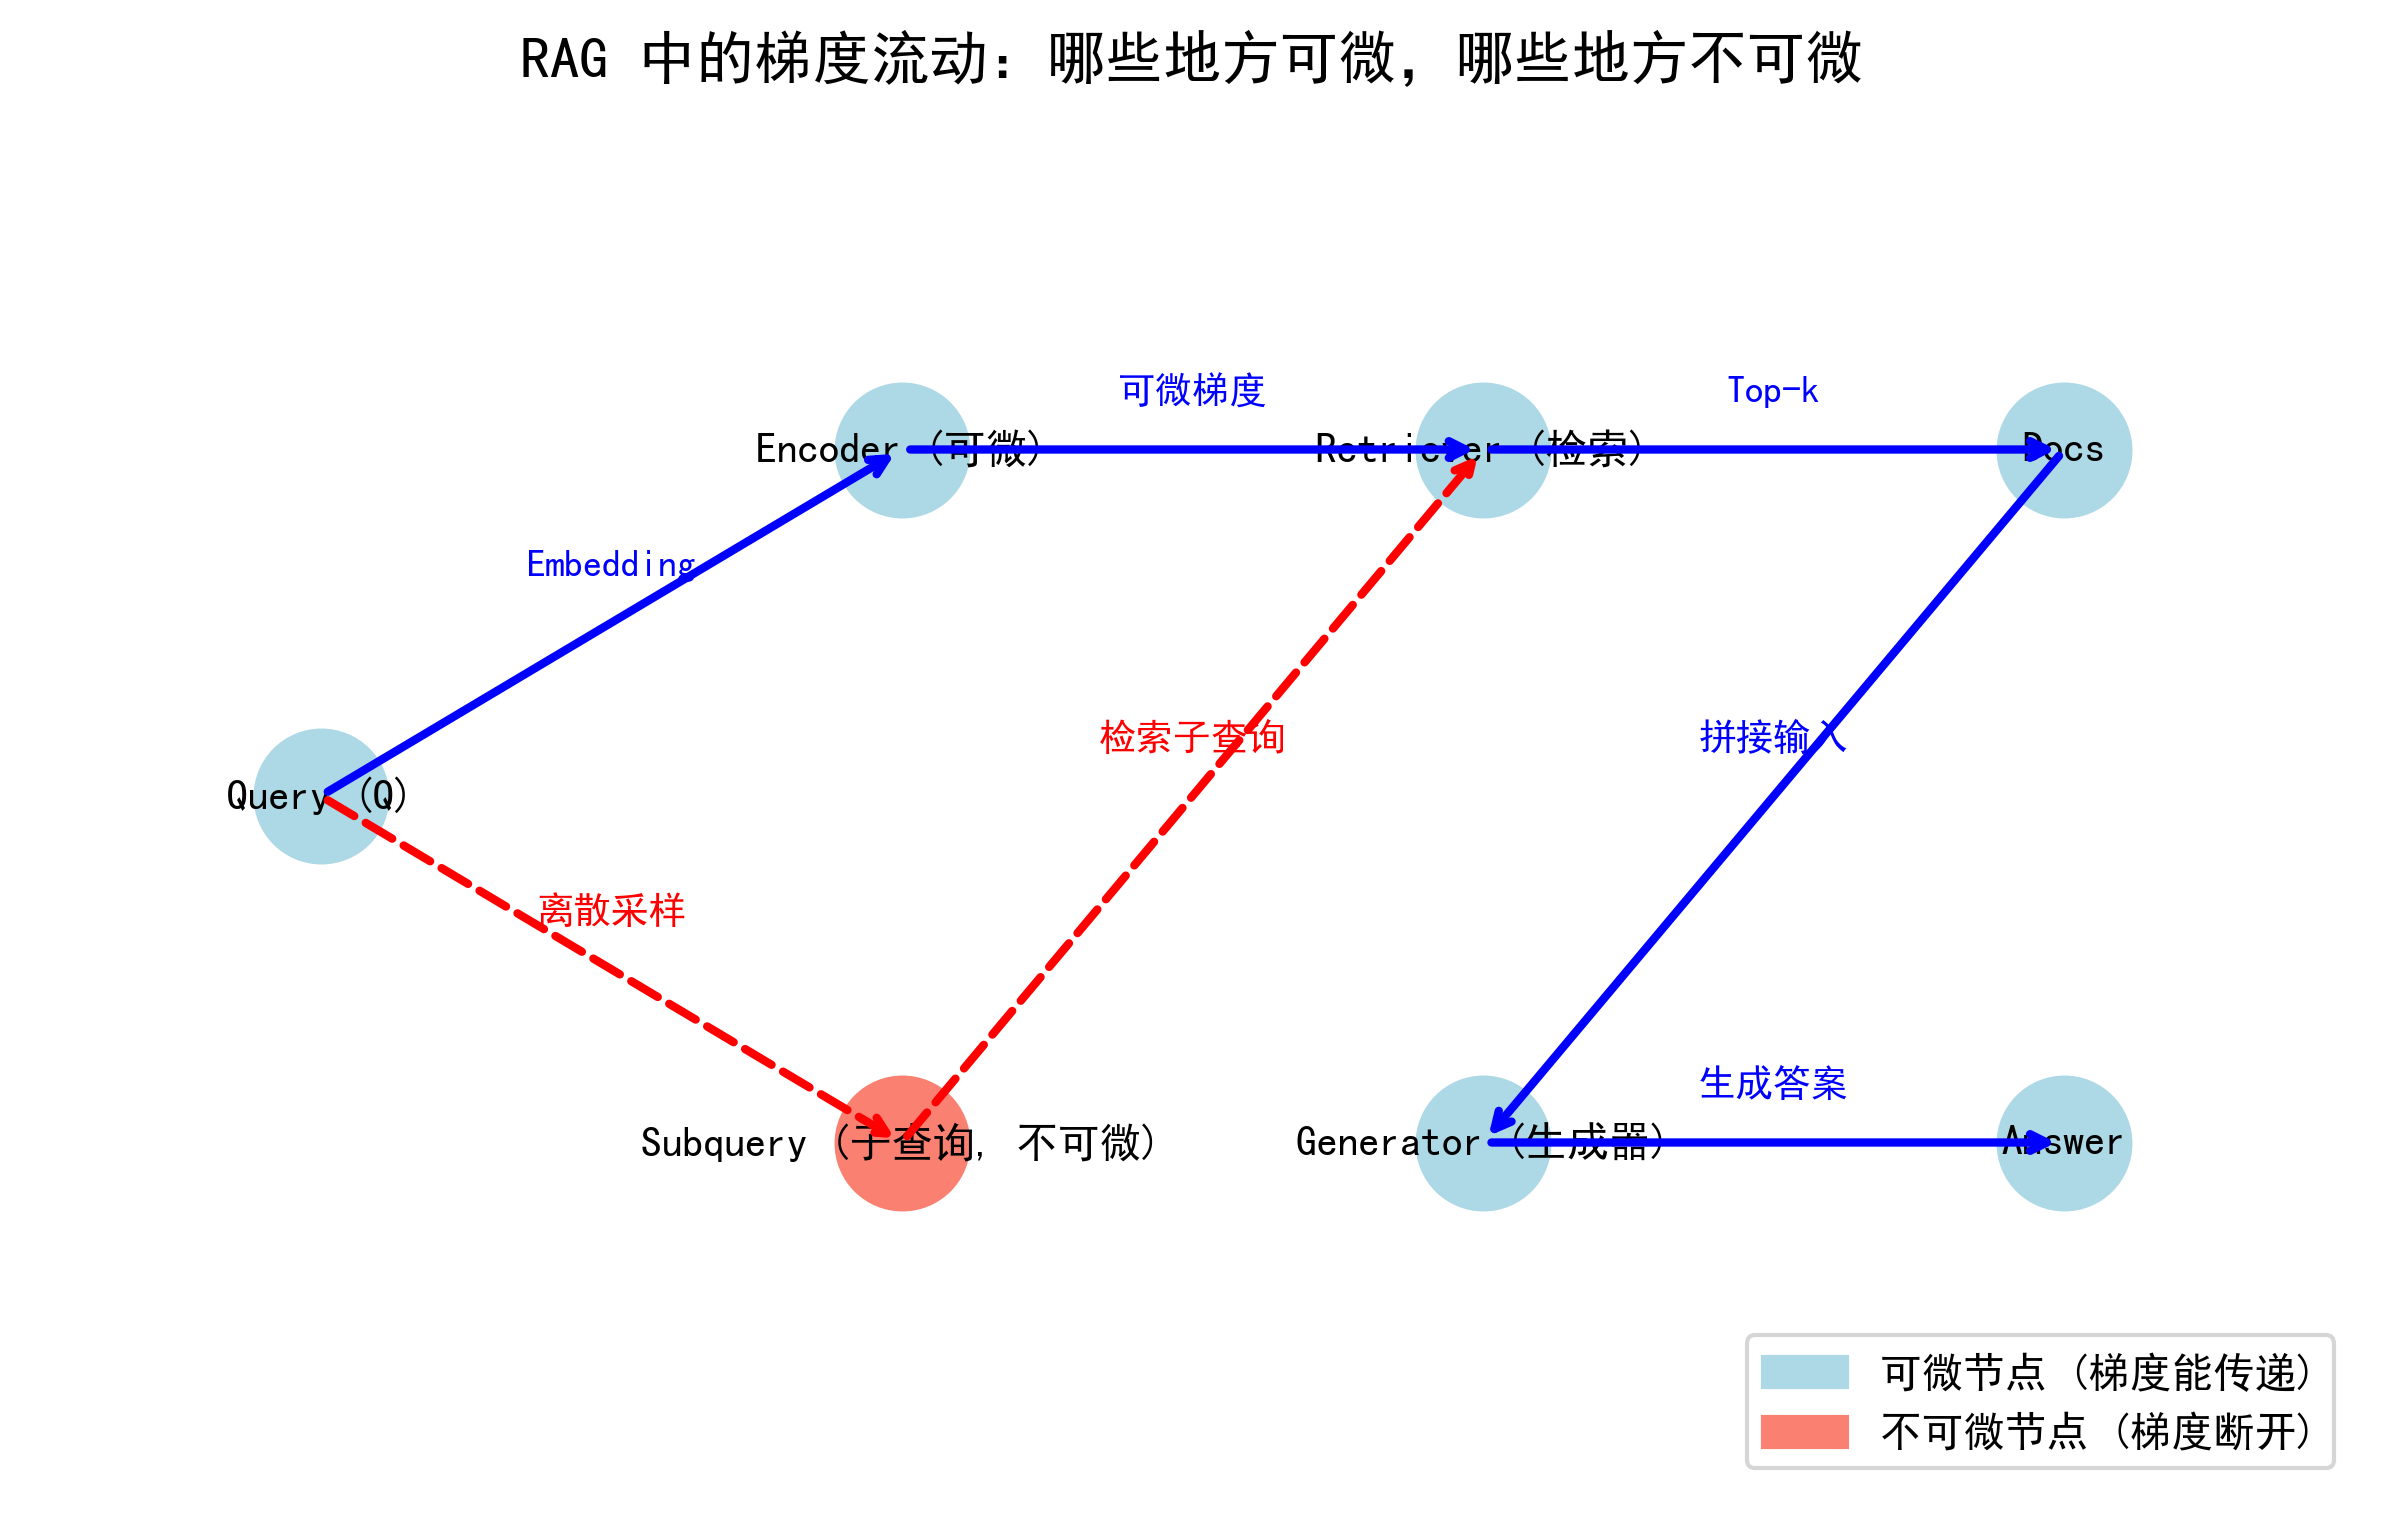 RAG 中的梯度流动：哪些地方可微，哪些地方不可微
可微梯度
Top-k
Encoder (可微)
Retriever (检索)
Docs
Embedding
检索子查询
拼接输入
Query (Q)
离散采样
生成答案
Subquery (子查询, 不可微)
Generator (生成器)
Answer
可微节点 (梯度能传递)
不可微节点 (梯度断开)